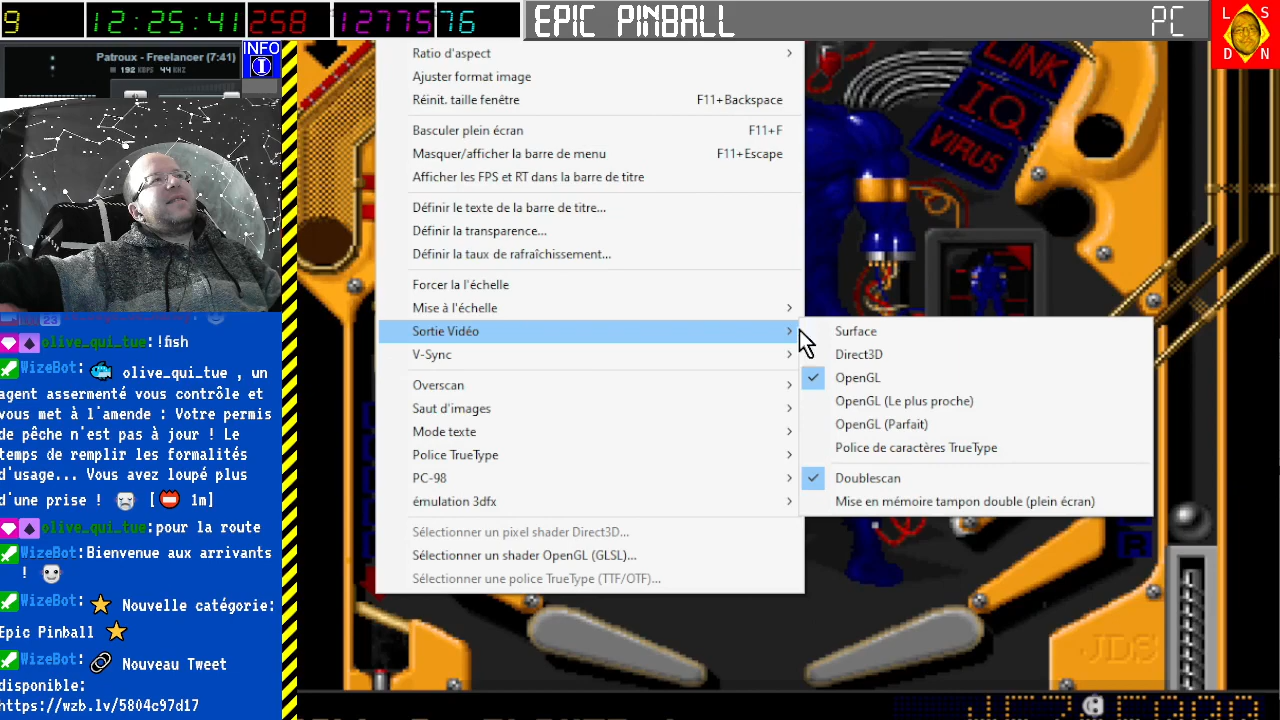 9
12:25:41
258
12775
76
EPIC PINBALL
PC
L S
D N
Patroux - Freelancer (7:41)
192 KBPS 44 KHZ
INFO
Ratio d'aspect
Ajuster format image
Réinit. taille fenêtre F11+Backspace
Basculer plein écran F11+F
Masquer/afficher la barre de menu F11+Escape
Afficher les FPS et RT dans la barre de titre
Définir le texte de la barre de titre...
Définir la transparence...
Définir la taux de rafraîchissement...
Forcer la l'échelle
Mise à l'échelle
Sortie Vidéo
V-Sync
Overscan
Saut d'images
Mode texte
Police TrueType
PC-98
émulation 3dfx
Sélectionner un pixel shader Direct3D...
Sélectionner un shader OpenGL (GLSL)...
Sélectionner une police TrueType (TTF/OTF)...
Surface
Direct3D
OpenGL
OpenGL (Le plus proche)
OpenGL (Parfait)
Police de caractères TrueType
Doublescan
Mise en mémoire tampon double (plein écran)
LINK
I.Q
VIRUS
JDS
23
olive_qui_tue:!fish
WizeBot: olive_qui_tue , un
agent assermenté vous contrôle et
vous met à l'amende : Votre permis
de pêche n'est pas à jour ! Le
temps de remplir les formalités
d'usage... Vous avez loupé plus
d'une prise ! [ 1m]
olive_qui_tue:pour la route
WizeBot:Bienvenue aux arrivants
!
WizeBot: Nouvelle catégorie:
Epic Pinball
WizeBot: Nouveau Tweet
disponible:
https://wzb.lv/5804c97d17